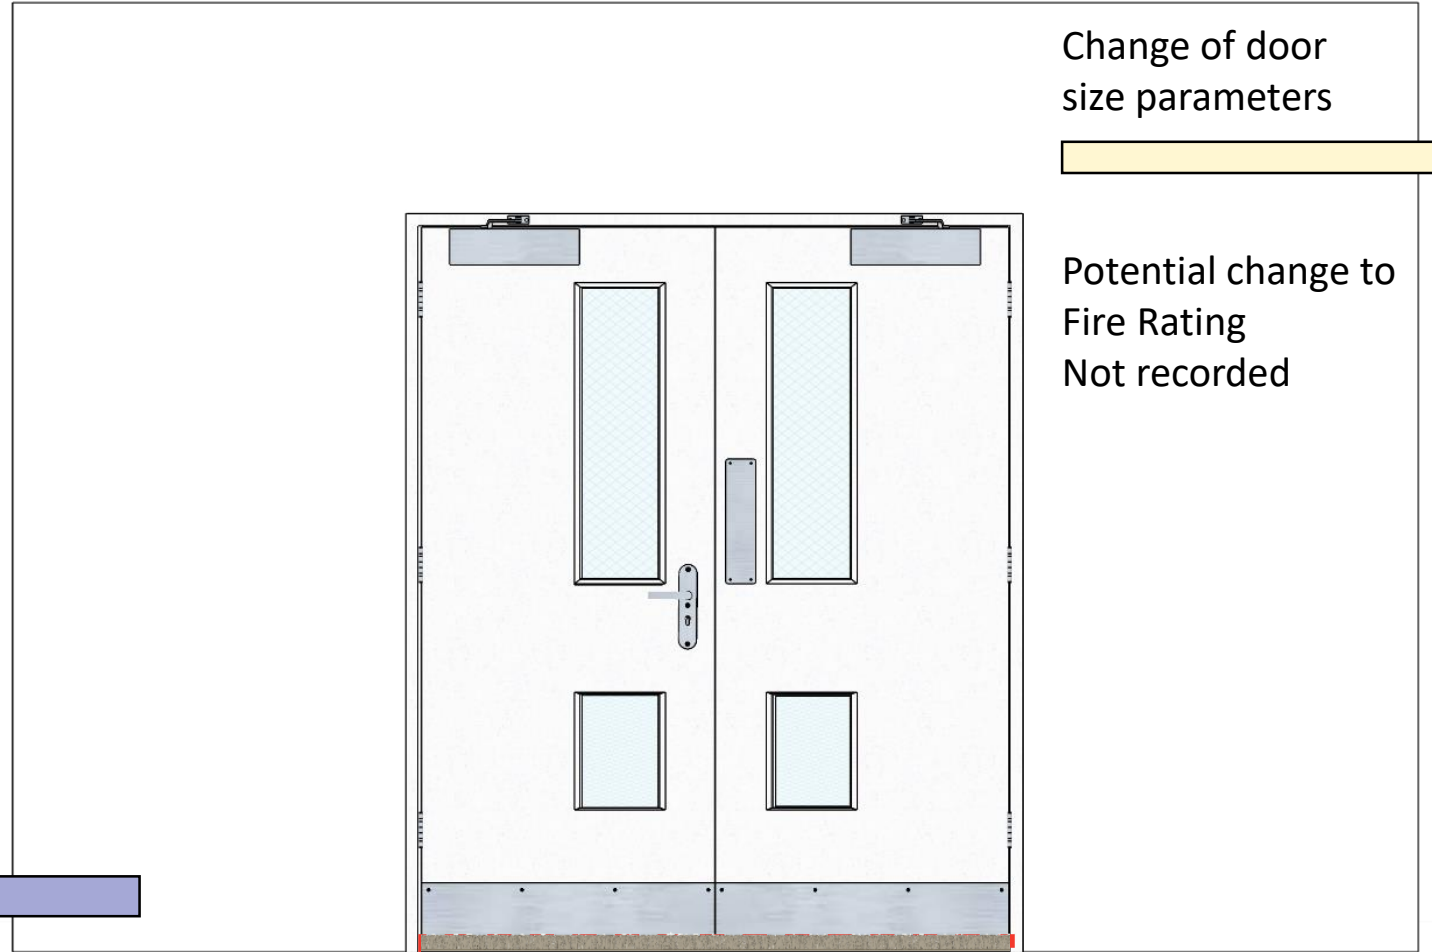 Change of door
size parameters
Potential change to
Fire Rating
Not recorded